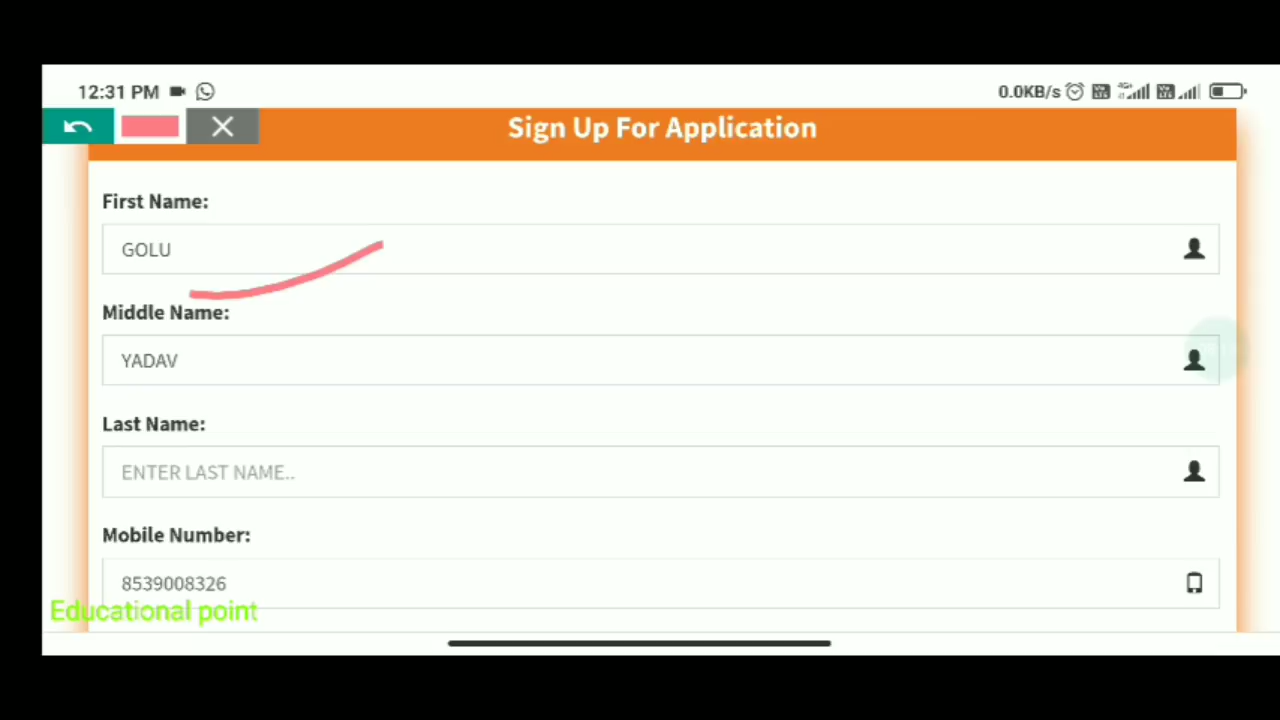 12:31 PM 0.0KB/s
Sign Up For Application
First Name:
GOLU
Middle Name:
YADAV
Last Name:
ENTER LAST NAME..
Mobile Number:
8539008326
Educational point